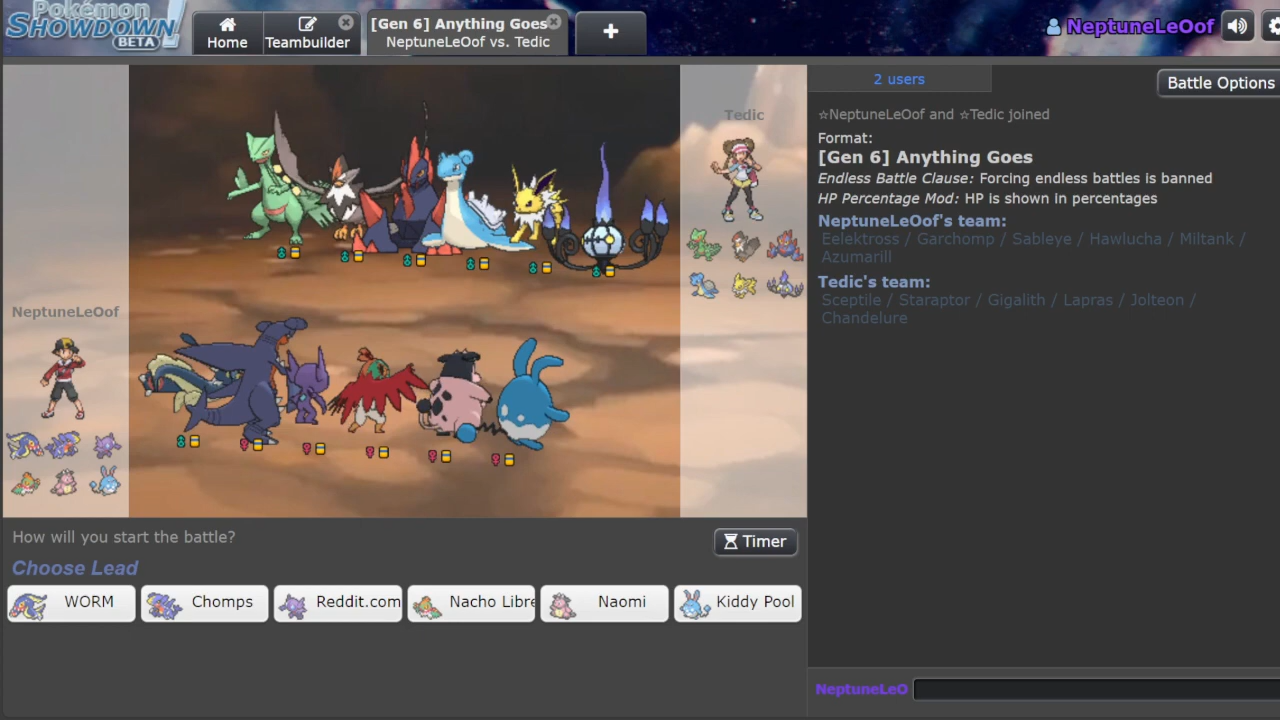 Pokémon
SHOWDOWN!
BETA
Home
Teambuilder
[Gen 6] Anything Goes
NeptuneLeOof vs. Tedic
NeptuneLeOof
Tedic
NeptuneLeOof
2 users
Battle Options
☆NeptuneLeOof and ☆Tedic joined
Format:
[Gen 6] Anything Goes
Endless Battle Clause: Forcing endless battles is banned
HP Percentage Mod: HP is shown in percentages
NeptuneLeOof's team:
Eelektross / Garchomp / Sableye / Hawlucha / Miltank /
Azumarill
Tedic's team:
Sceptile / Staraptor / Gigalith / Lapras / Jolteon /
Chandelure
How will you start the battle?
Timer
Choose Lead
WORM
Chomps
Reddit.com
Nacho Libre
Naomi
Kiddy Pool
NeptuneLeO